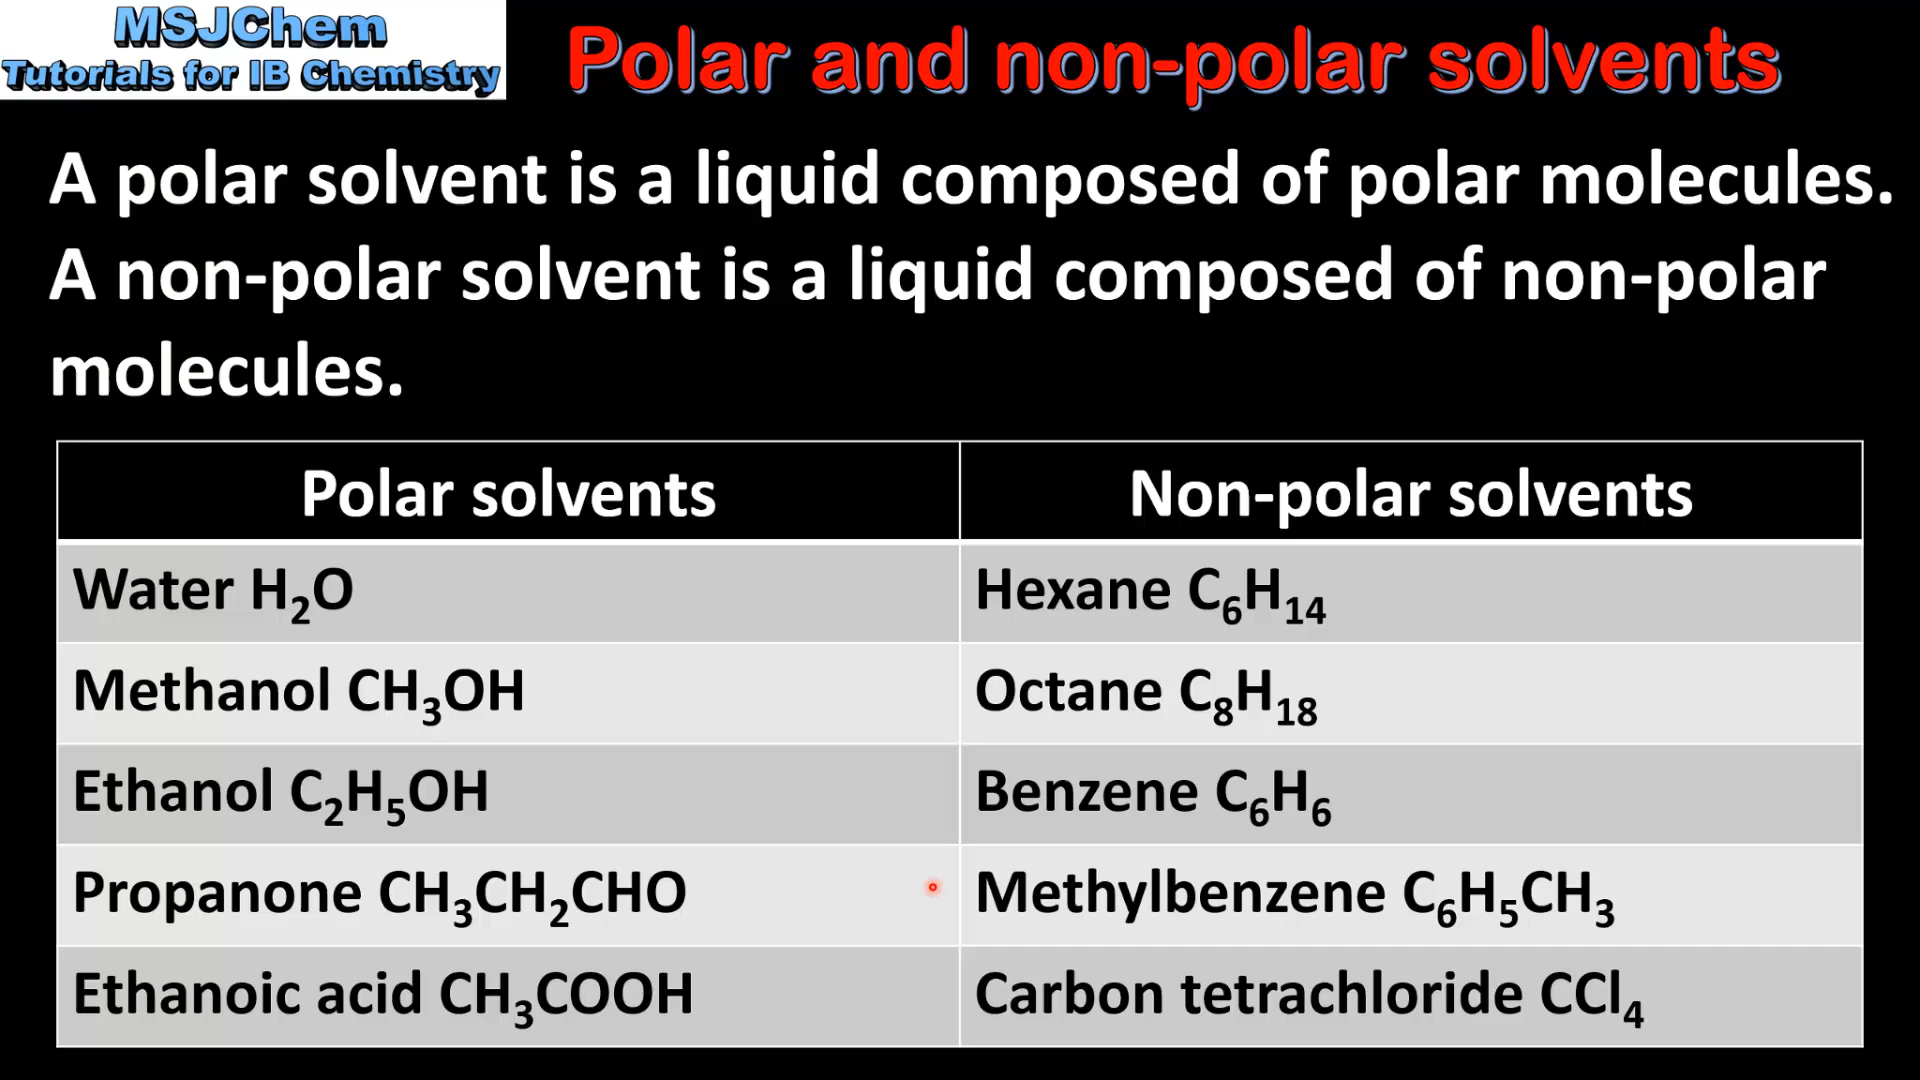 MSJChem
Tutorials for IB Chemistry
Polar and non-polar solvents
A polar solvent is a liquid composed of polar molecules.
A non-polar solvent is a liquid composed of non-polar
molecules.
Polar solvents
Non-polar solvents
Water H₂O
Hexane C₆H₁₄
Methanol CH₃OH
Octane C₈H₁₈
Ethanol C₂H₅OH
Benzene C₆H₆
Propanone CH₃CH₂CHO
Methylbenzene C₆H₅CH₃
Ethanoic acid CH₃COOH
Carbon tetrachloride CCl₄